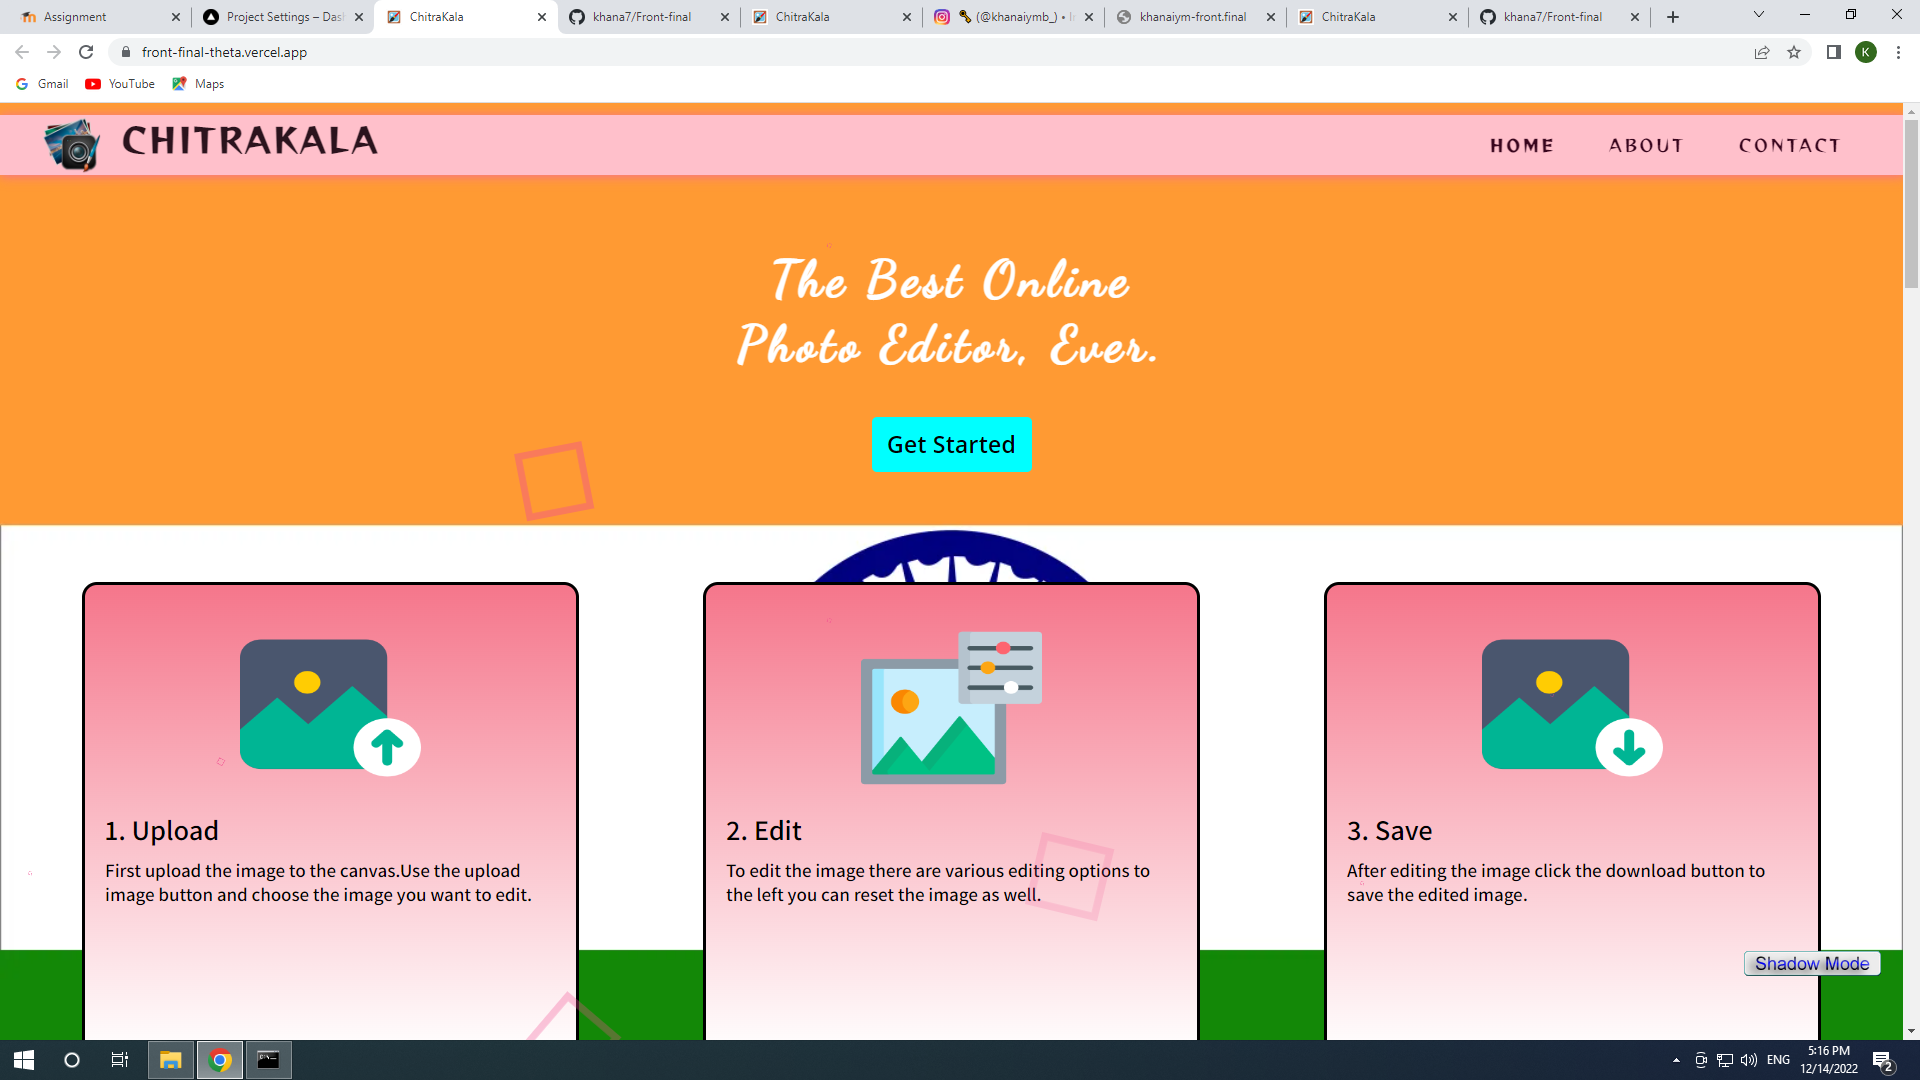 Assignment
Project Settings – Das
ChitraKala
khana7/Front-final
ChitraKala
(@khanaiymb_) •
khanaiym-front.final
ChitraKala
khana7/Front-final
front-final-theta.vercel.app
K
Gmail
YouTube
Maps
CHITRAKALA
HOME
ABOUT
CONTACT
The Best Online
Photo Editor, Ever.
Get Started
1. Upload
First upload the image to the canvas.Use the upload
image button and choose the image you want to edit.
2. Edit
To edit the image there are various editing options to
the left you can reset the image as well.
3. Save
After editing the image click the download button to
save the edited image.
Shadow Mode
ENG
5:16 PM
12/14/2022
2